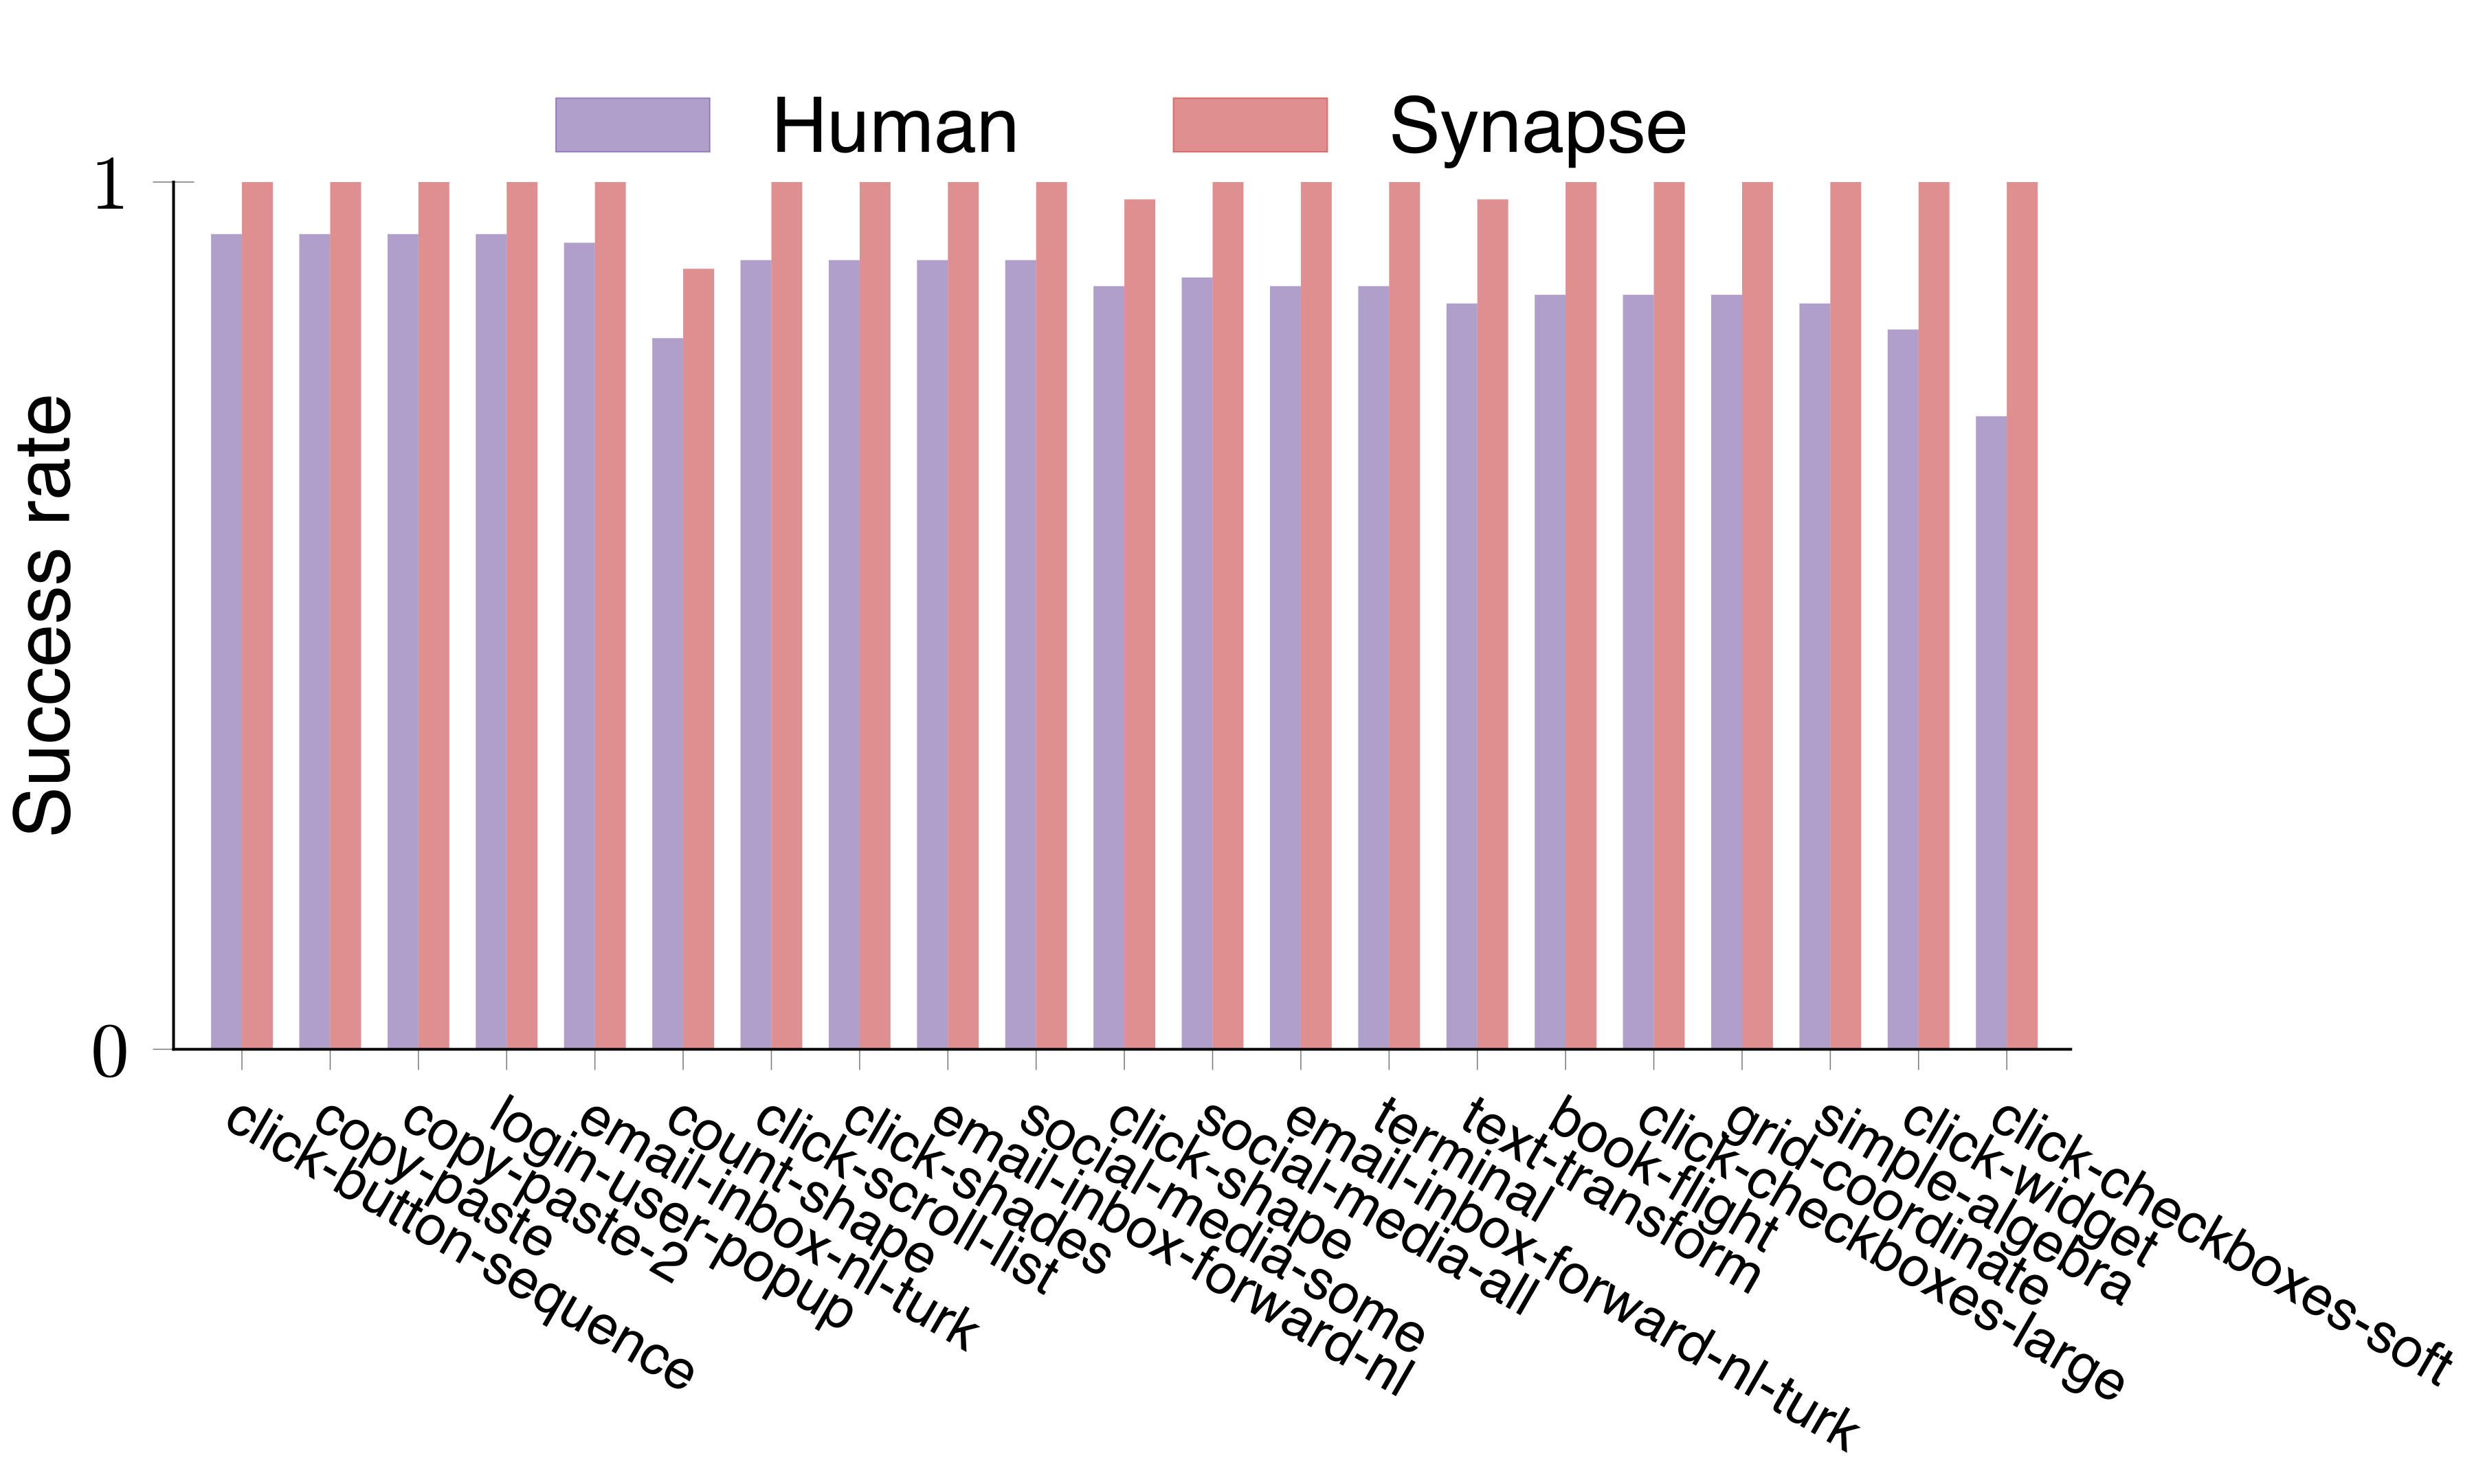 Human Synapse
1
Success rate
0
click-button-sequence
copy-paste
copy-paste-2
login-user-popup
email-inbox-nl-turk
count-shape
click-scroll-list
click-shades
email-inbox-forward-nl
social-media-some
click-shape
social-media-all
email-inbox-forward-nl-turk
terminal
text-transform
book-flight
click-checkboxes-large
grid-coordinate
simple-algebra
click-widget
click-checkboxes-soft